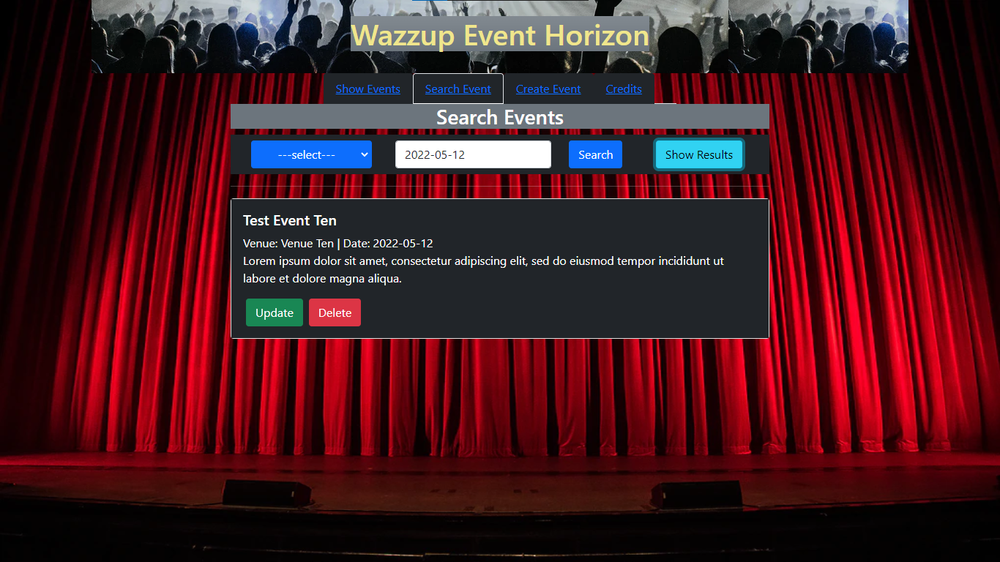 Wazzup Event Horizon
Show Events Search Event Create Event Credits
Search Events
---select--- 2022-05-12 Search Show Results
Test Event Ten
Venue: Venue Ten | Date: 2022-05-12
Lorem ipsum dolor sit amet, consectetur adipiscing elit, sed do eiusmod tempor incididunt ut
labore et dolore magna aliqua.
Update Delete